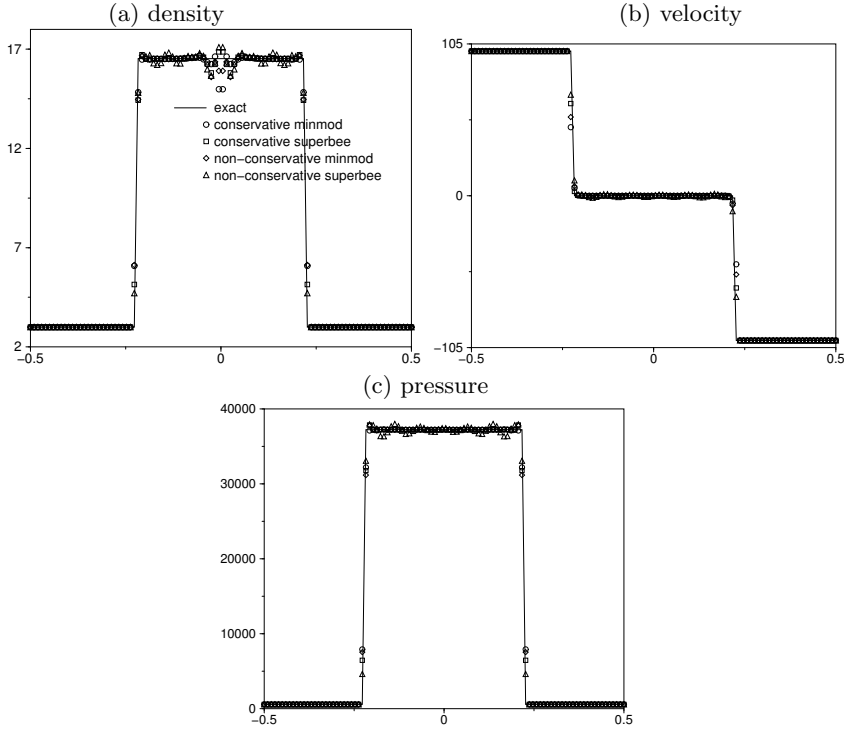 (a) density
17
12
7
2
−0.5
0
0.5
exact
conservative minmod
conservative superbee
non−conservative minmod
non−conservative superbee
(b) velocity
105
0
−105
−0.5
0
0.5
(c) pressure
40000
30000
20000
10000
0
−0.5
0
0.5